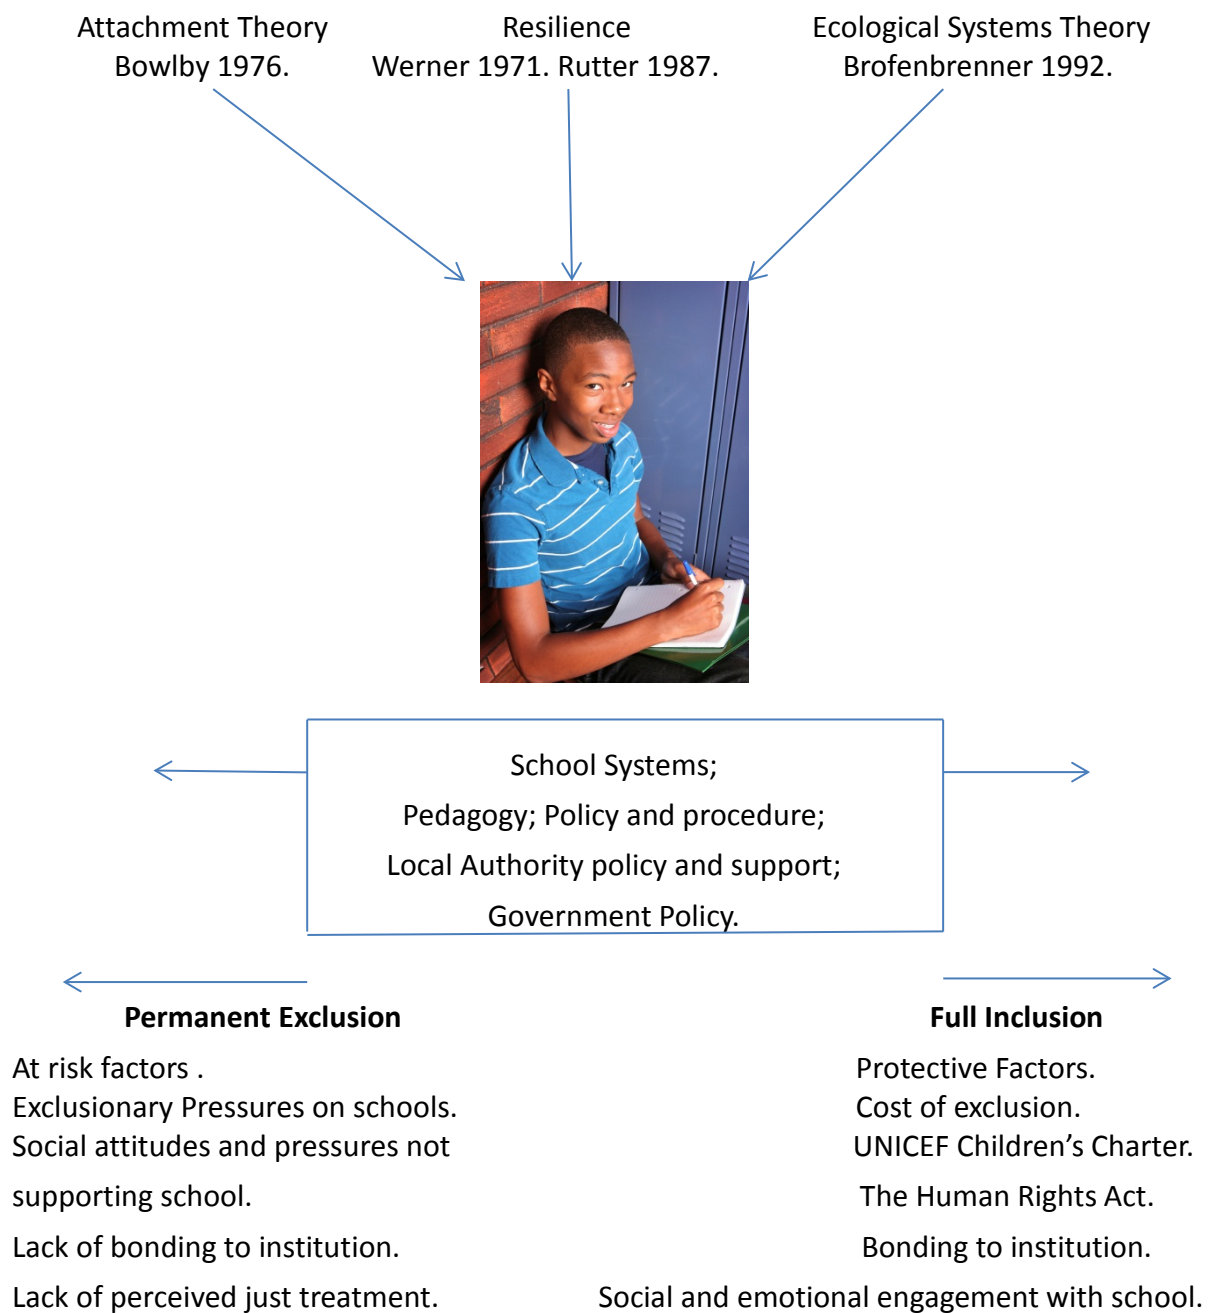 Attachment Theory
Bowlby 1976.
Resilience
Werner 1971. Rutter 1987.
Ecological Systems Theory
Brofenbrenner 1992.
School Systems;
Pedagogy; Policy and procedure;
Local Authority policy and support;
Government Policy.
Permanent Exclusion
At risk factors .
Exclusionary Pressures on schools.
Social attitudes and pressures not
supporting school.
Lack of bonding to institution.
Lack of perceived just treatment.
Full Inclusion
Protective Factors.
Cost of exclusion.
UNICEF Children’s Charter.
The Human Rights Act.
Bonding to institution.
Social and emotional engagement with school.